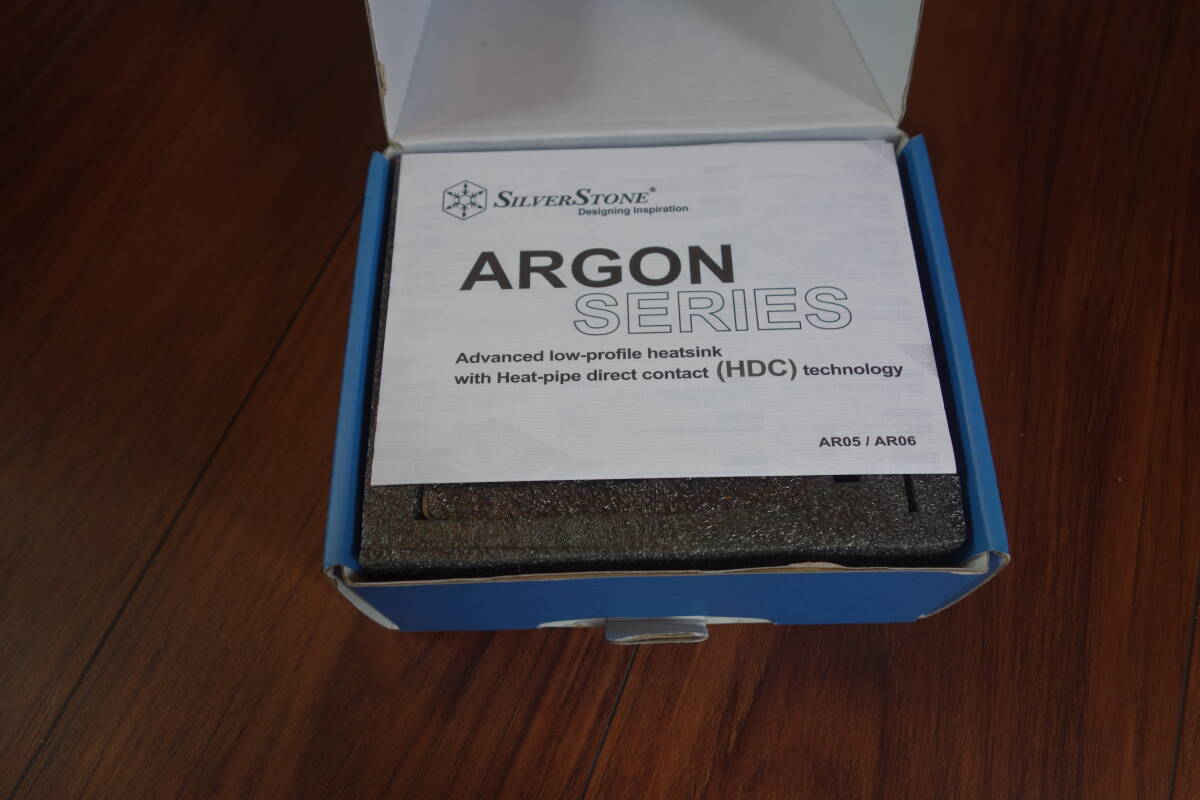 SILVERSTONE®
Designing Inspiration
ARGON
SERIES
Advanced low-profile heatsink
with Heat-pipe direct contact (HDC) technology
AR05 / AR06